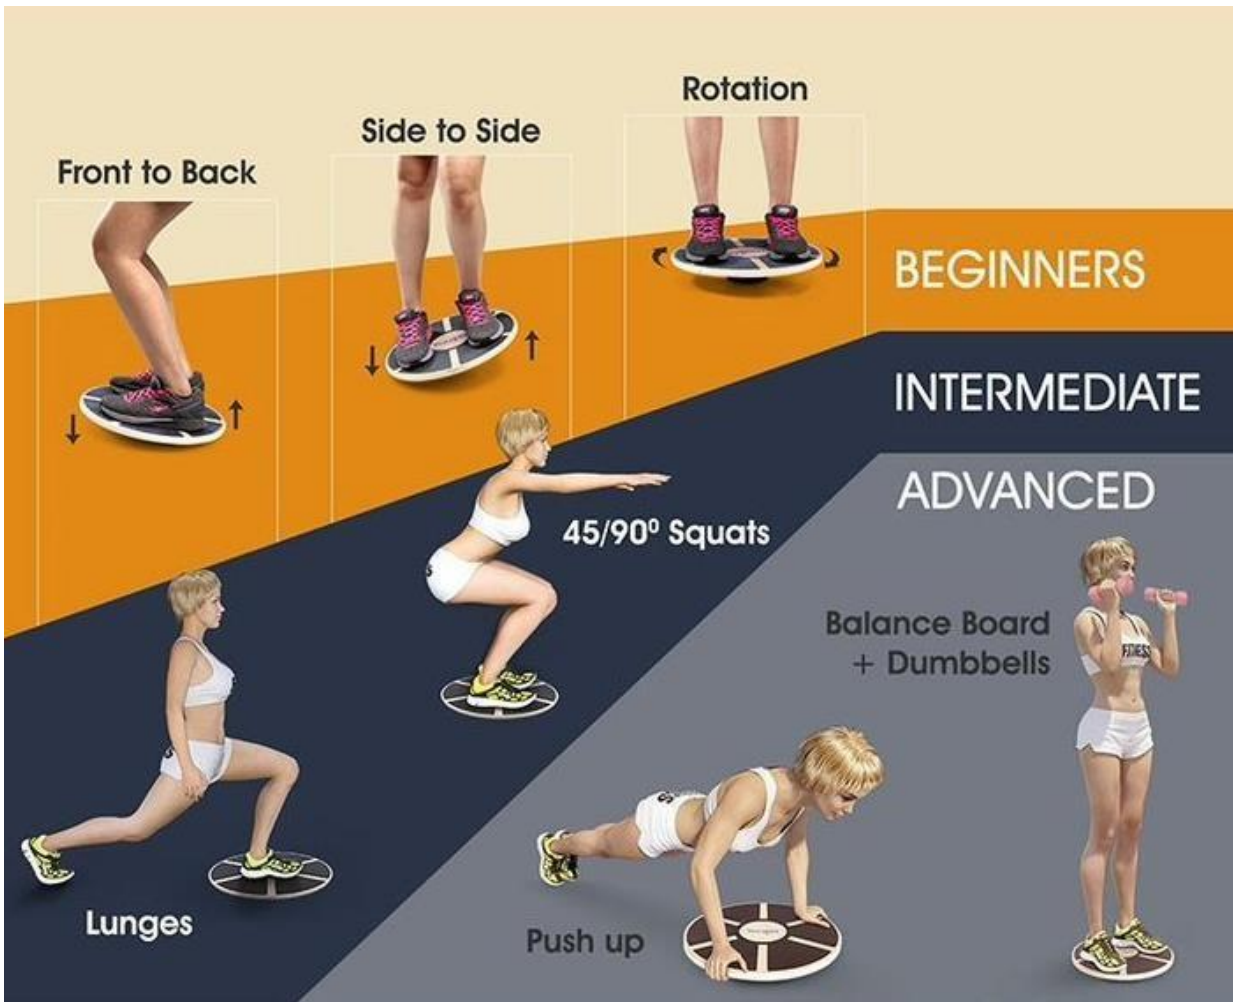 Rotation
Side to Side
Front to Back
BEGINNERS
INTERMEDIATE
ADVANCED
45/90⁰ Squats
Balance Board
+ Dumbbells
FITNESS
Lunges
Push up